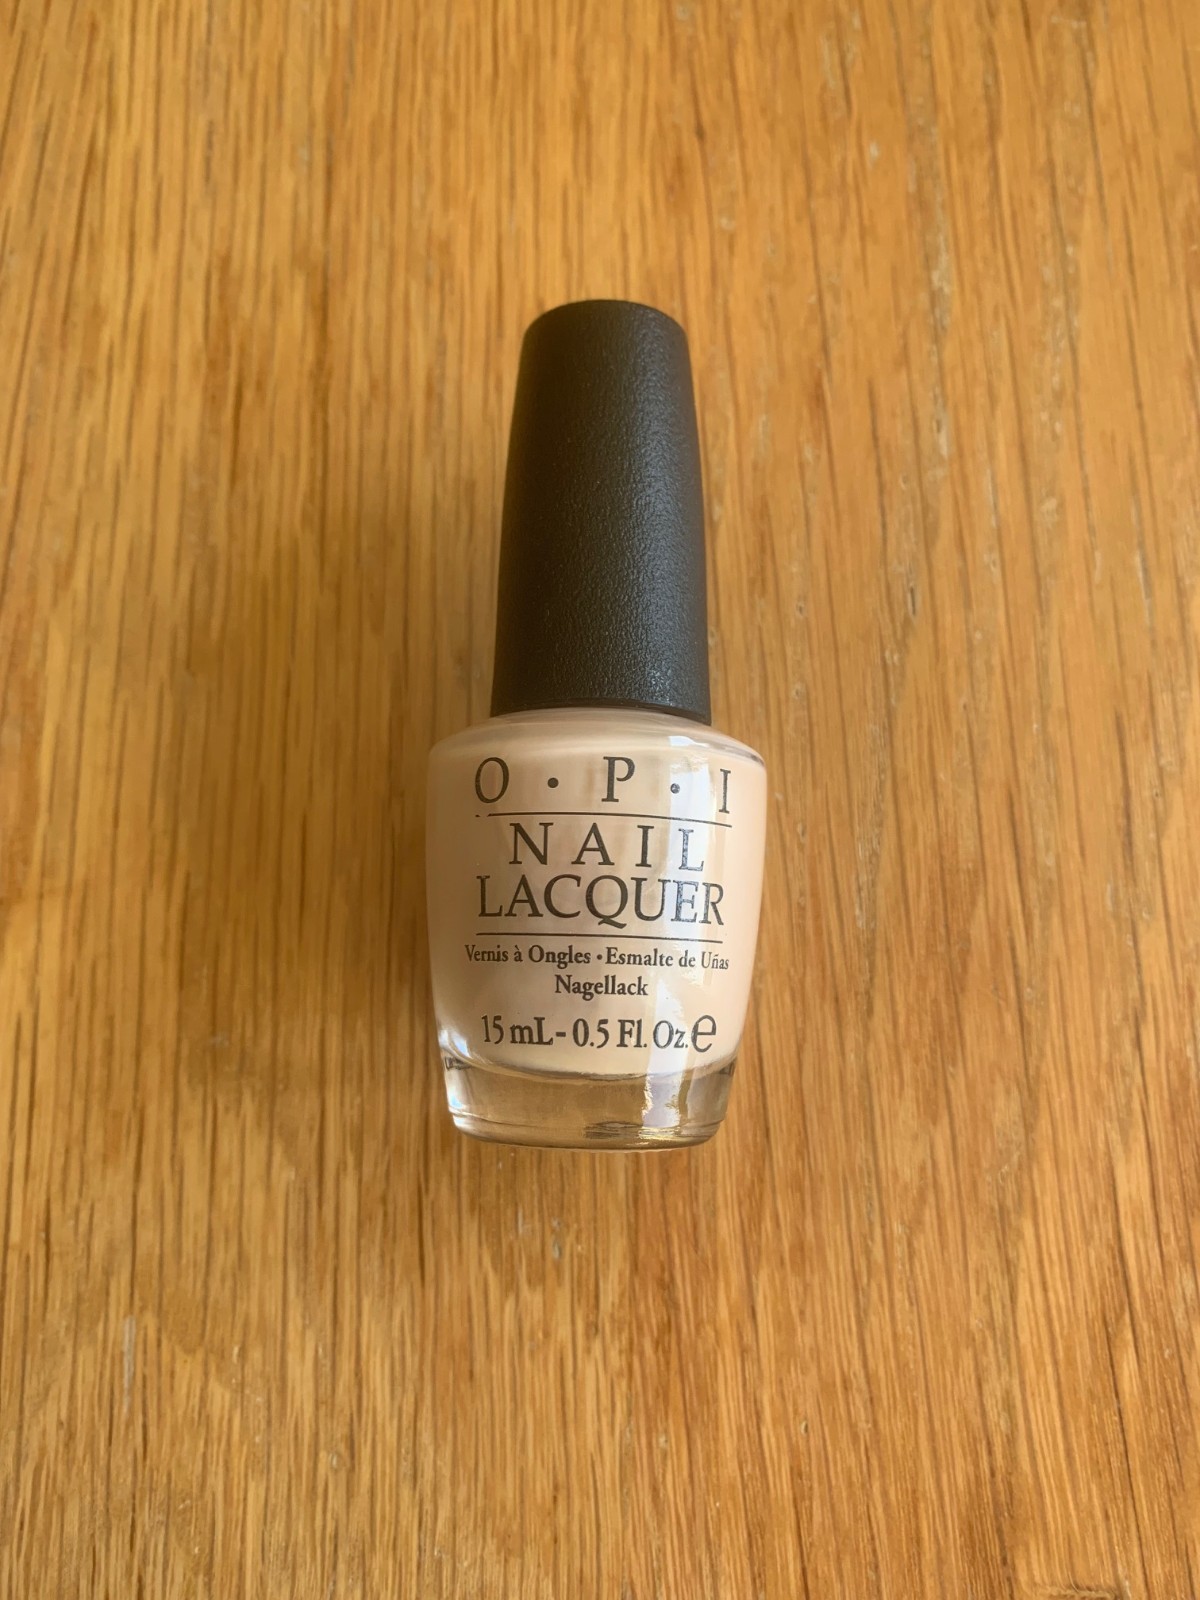 O · P · I
NAIL
LACQUER
Vernis à Ongles · Esmalte de Uñas
Nagellack
15 mL - 0.5 Fl. Oz. e